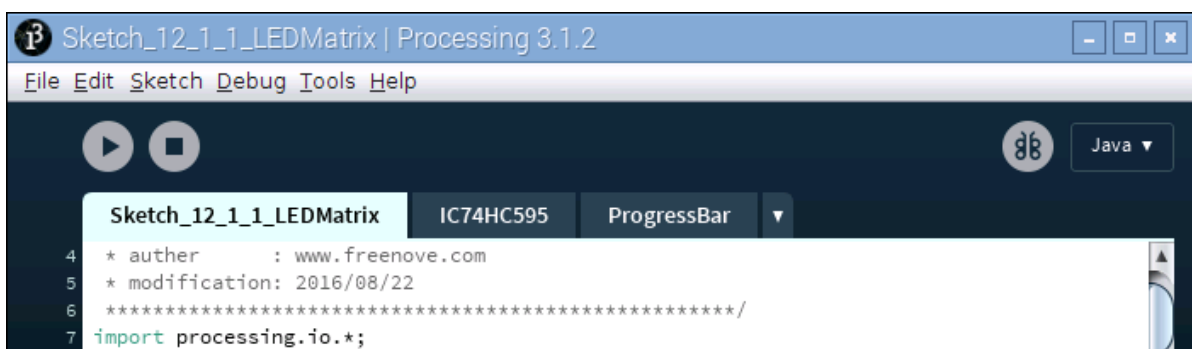 Sketch_12_1_1_LEDMatrix | Processing 3.1.2
File Edit Sketch Debug Tools Help
Java ▼
Sketch_12_1_1_LEDMatrix IC74HC595 ProgressBar ▼
4 * auther : www.freenove.com
5 * modification: 2016/08/22
6 *****************************************************/
7 import processing.io.*;